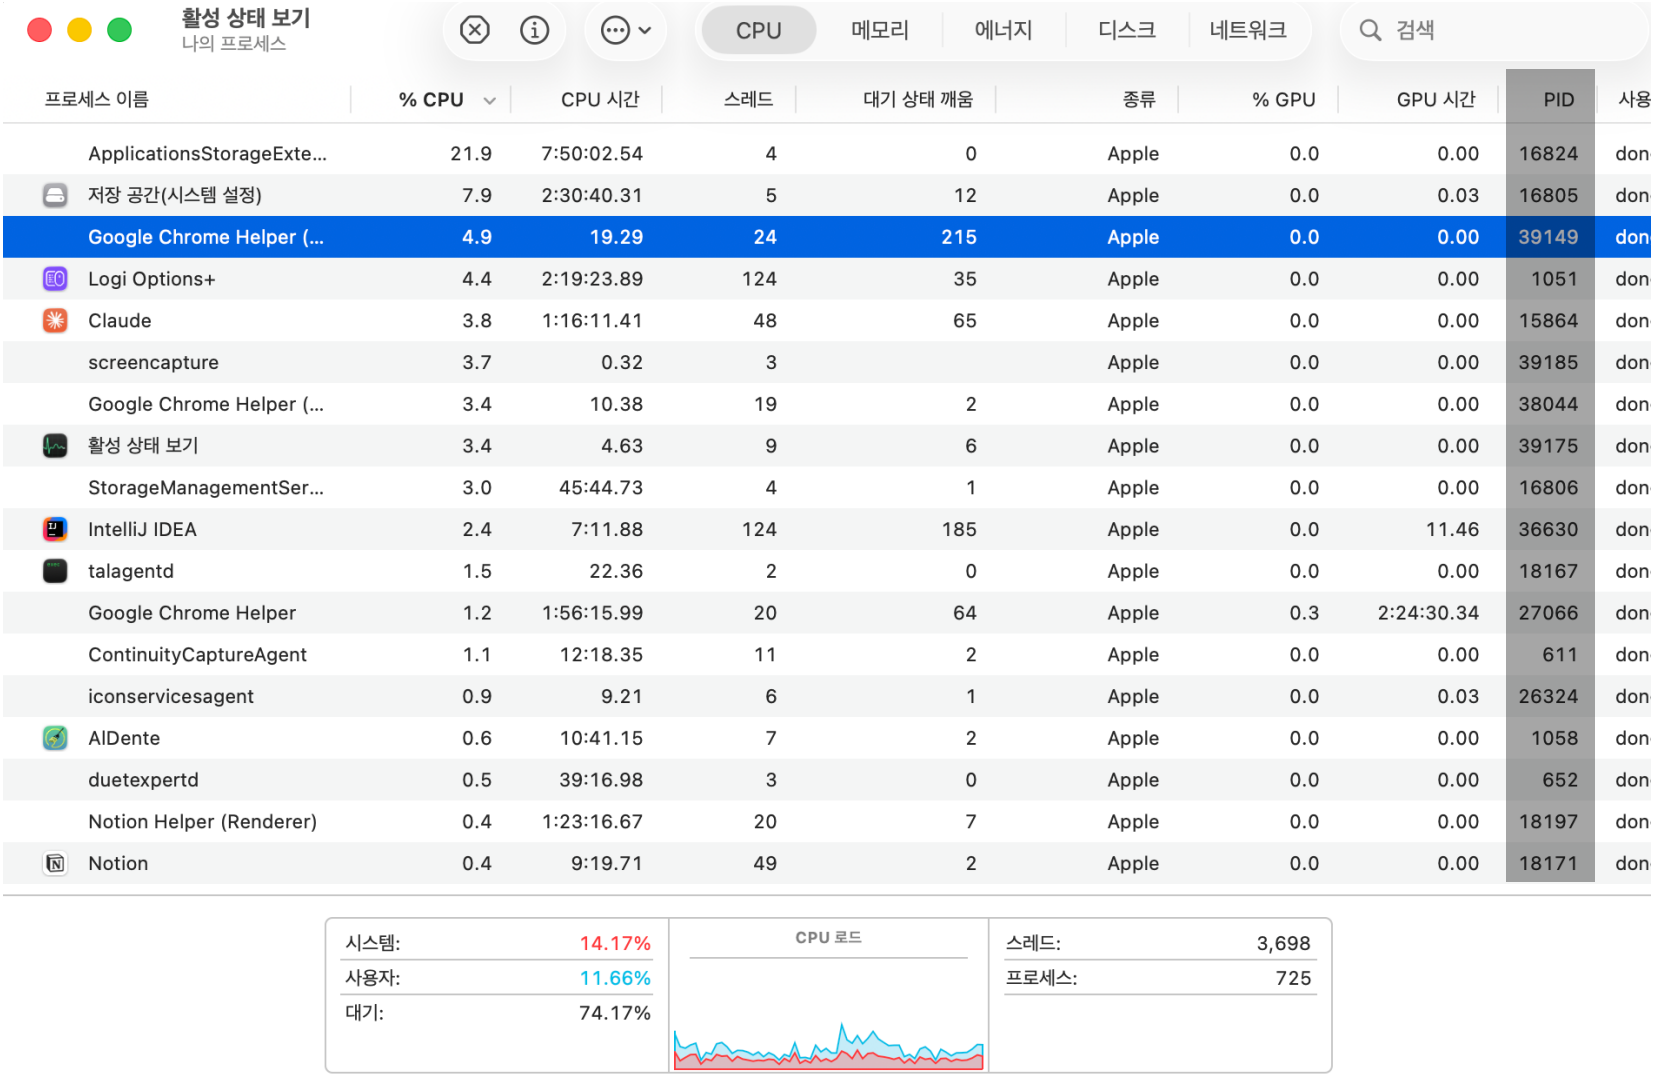 활성 상태 보기
나의 프로세스
CPU 메모리 에너지 디스크 네트워크 검색
프로세스 이름 % CPU CPU 시간 스레드 대기 상태 깨움 종류 % GPU GPU 시간 PID 사용
ApplicationsStorageExte... 21.9 7:50:02.54 4 0 Apple 0.0 0.00 16824 don
저장 공간(시스템 설정) 7.9 2:30:40.31 5 12 Apple 0.0 0.03 16805 don
Google Chrome Helper (... 4.9 19.29 24 215 Apple 0.0 0.00 39149 don
Logi Options+ 4.4 2:19:23.89 124 35 Apple 0.0 0.00 1051 don
Claude 3.8 1:16:11.41 48 65 Apple 0.0 0.00 15864 don
screencapture 3.7 0.32 3 Apple 0.0 0.00 39185 don
Google Chrome Helper (... 3.4 10.38 19 2 Apple 0.0 0.00 38044 don
활성 상태 보기 3.4 4.63 9 6 Apple 0.0 0.00 39175 don
StorageManagementSer... 3.0 45:44.73 4 1 Apple 0.0 0.00 16806 don
IntelliJ IDEA 2.4 7:11.88 124 185 Apple 0.0 11.46 36630 don
talagentd 1.5 22.36 2 0 Apple 0.0 0.00 18167 don
Google Chrome Helper 1.2 1:56:15.99 20 64 Apple 0.3 2:24:30.34 27066 don
ContinuityCaptureAgent 1.1 12:18.35 11 2 Apple 0.0 0.00 611 don
iconservicesagent 0.9 9.21 6 1 Apple 0.0 0.03 26324 don
AlDente 0.6 10:41.15 7 2 Apple 0.0 0.00 1058 don
duetexpertd 0.5 39:16.98 3 0 Apple 0.0 0.00 652 don
Notion Helper (Renderer) 0.4 1:23:16.67 20 7 Apple 0.0 0.00 18197 don
Notion 0.4 9:19.71 49 2 Apple 0.0 0.00 18171 don
시스템: 14.17% CPU 로드 스레드: 3,698
사용자: 11.66% 프로세스: 725
대기: 74.17%